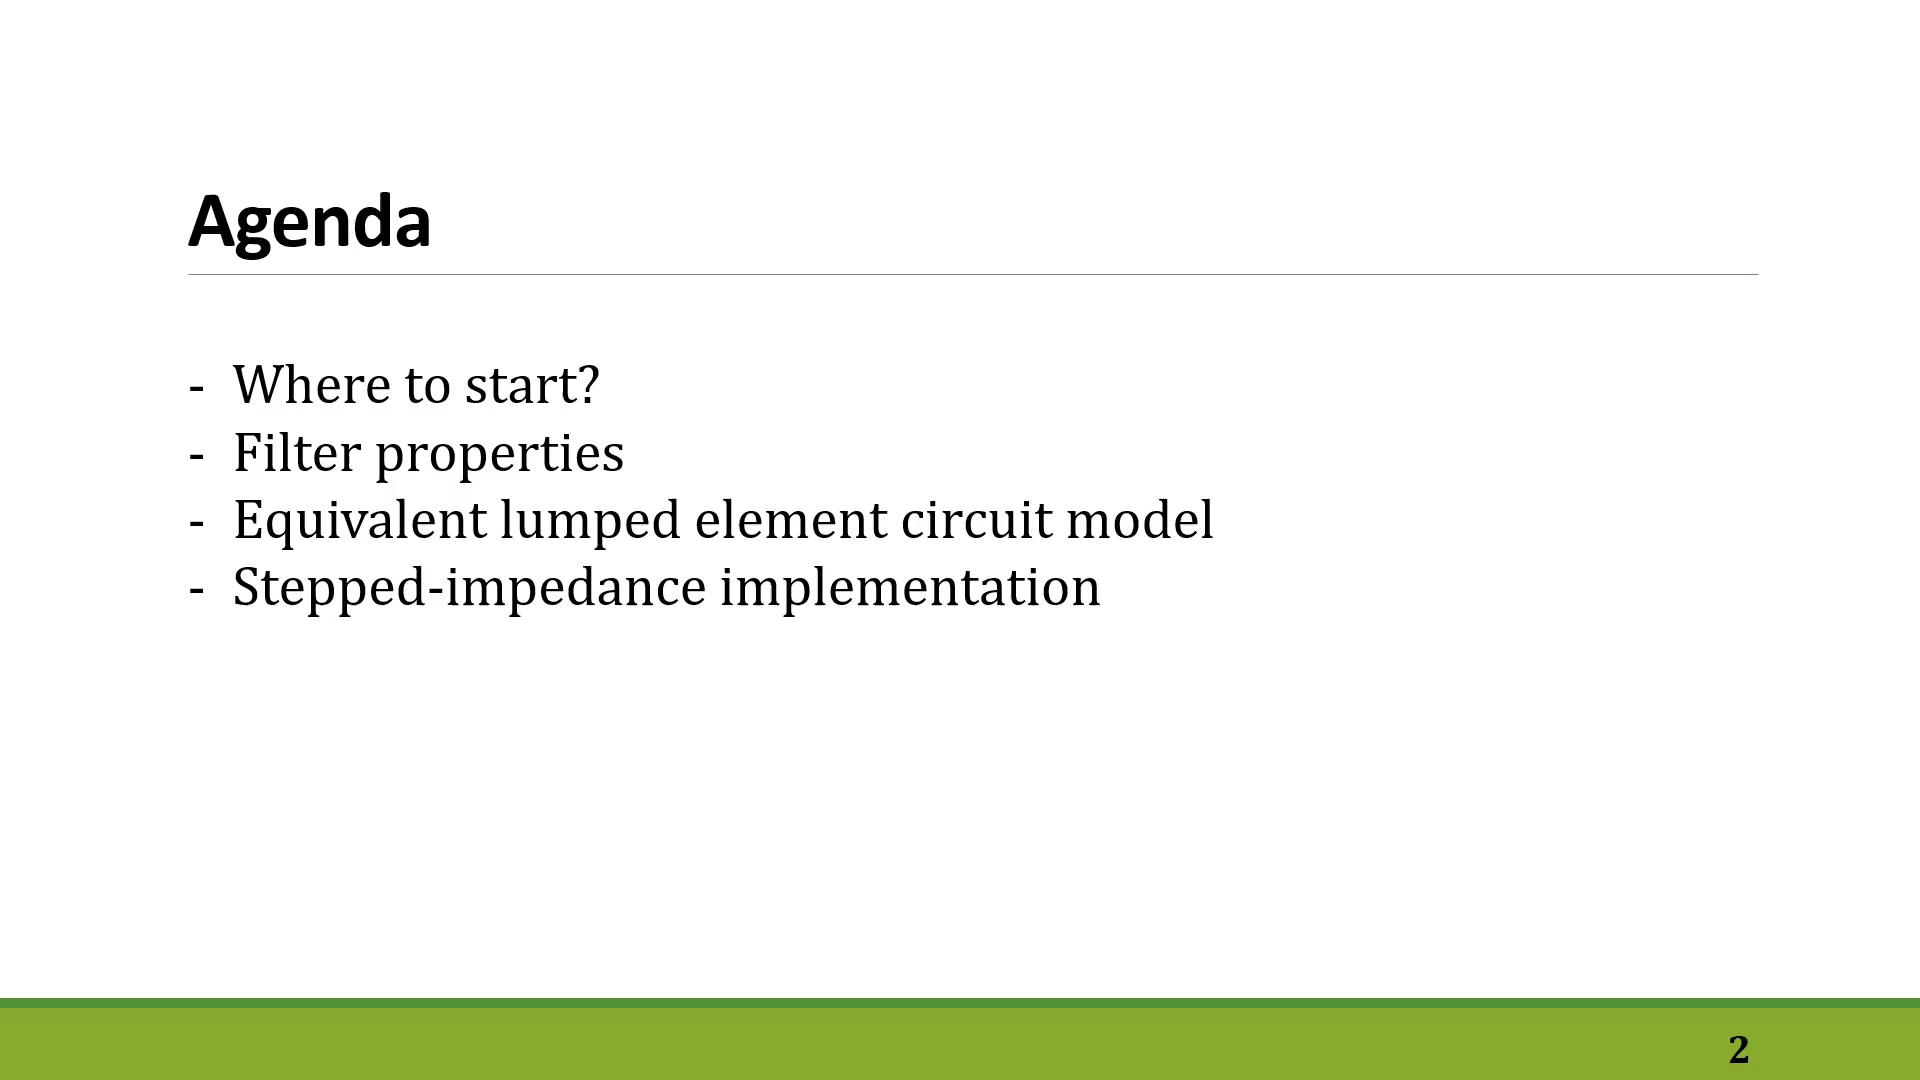 Agenda
- Where to start?
- Filter properties
- Equivalent lumped element circuit model
- Stepped-impedance implementation
2